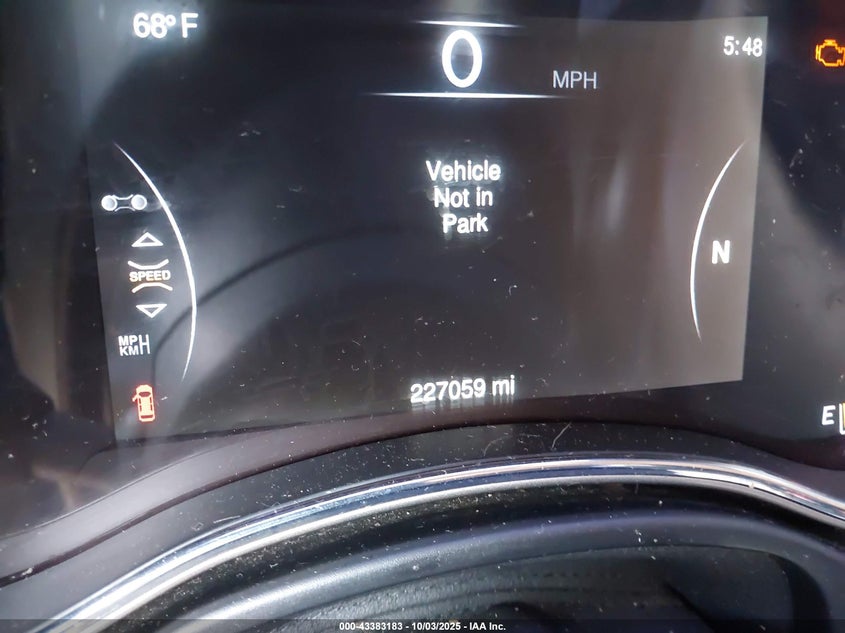 68° F
0
MPH
5:48
Vehicle
Not in
Park
SPEED
MPH
KMH
N
227059 mi
E
000-43383183 - 10/03/2025 - IAA Inc.